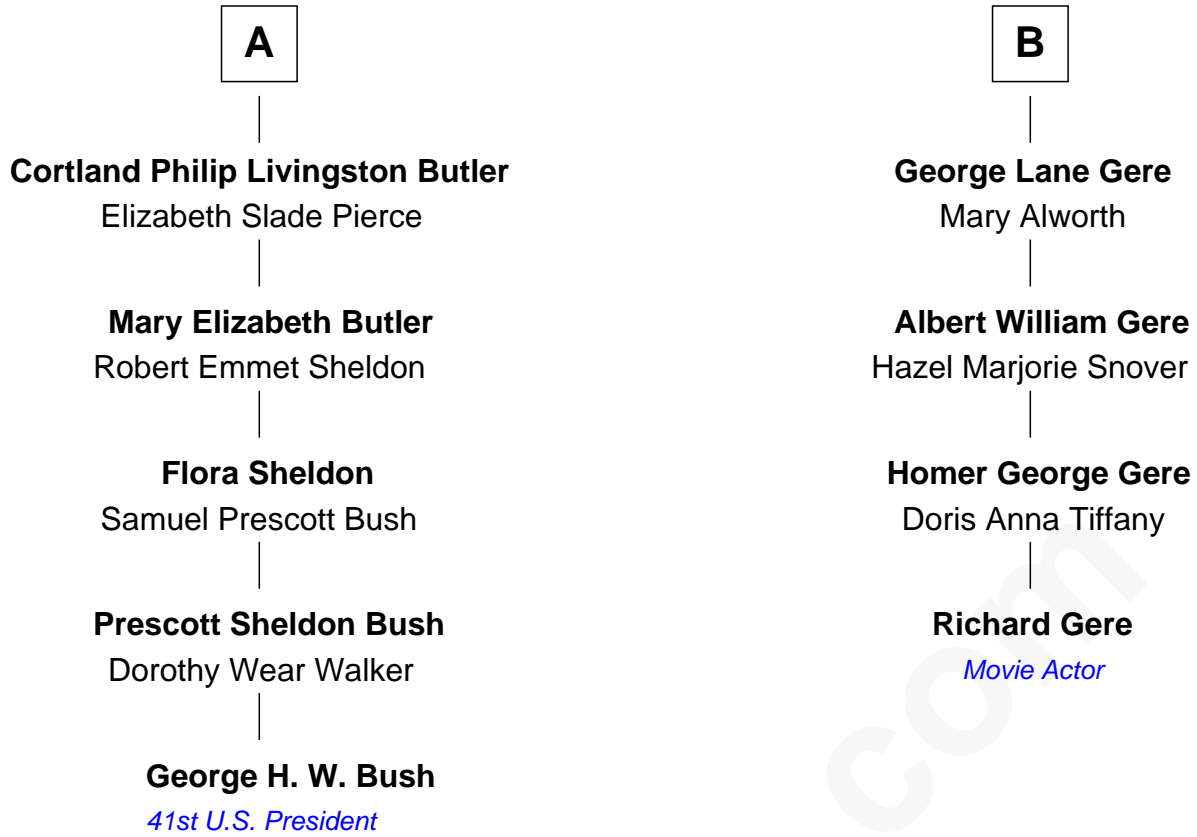 A
Cortland Philip Livingston Butler
Elizabeth Slade Pierce
Mary Elizabeth Butler
Robert Emmet Sheldon
Flora Sheldon
Samuel Prescott Bush
Prescott Sheldon Bush
Dorothy Wear Walker
George H. W. Bush
41st U.S. President
B
George Lane Gere
Mary Alworth
Albert William Gere
Hazel Marjorie Snover
Homer George Gere
Doris Anna Tiffany
Richard Gere
Movie Actor
com